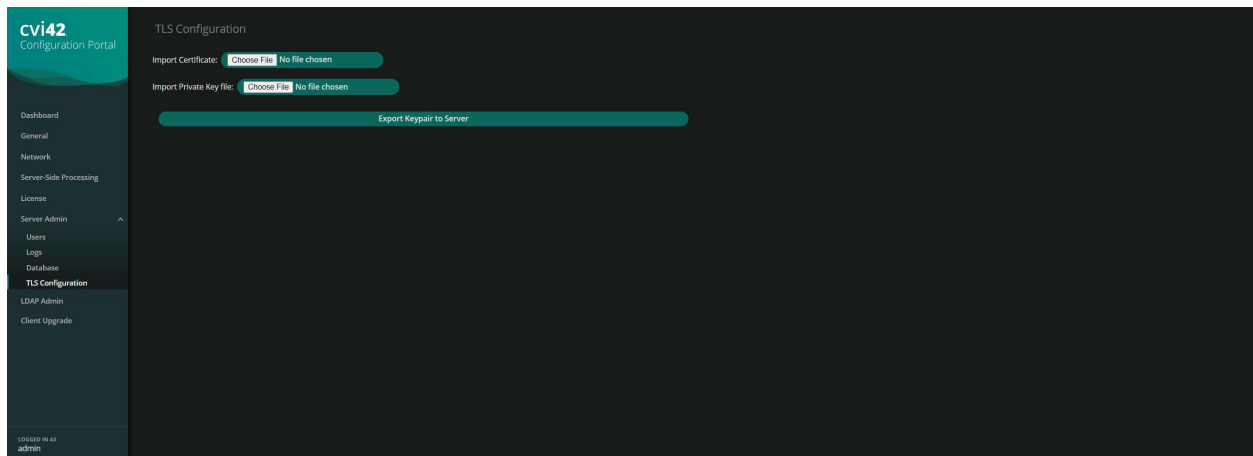 cvi42
Configuration Portal
Dashboard
General
Network
Server-Side Processing
License
Server Admin
Users
Logs
Database
TLS Configuration
LDAP Admin
Client Upgrade
LOGGED IN AS
admin
TLS Configuration
Import Certificate: Choose File No file chosen
Import Private Key file: Choose File No file chosen
Export Keypair to Server